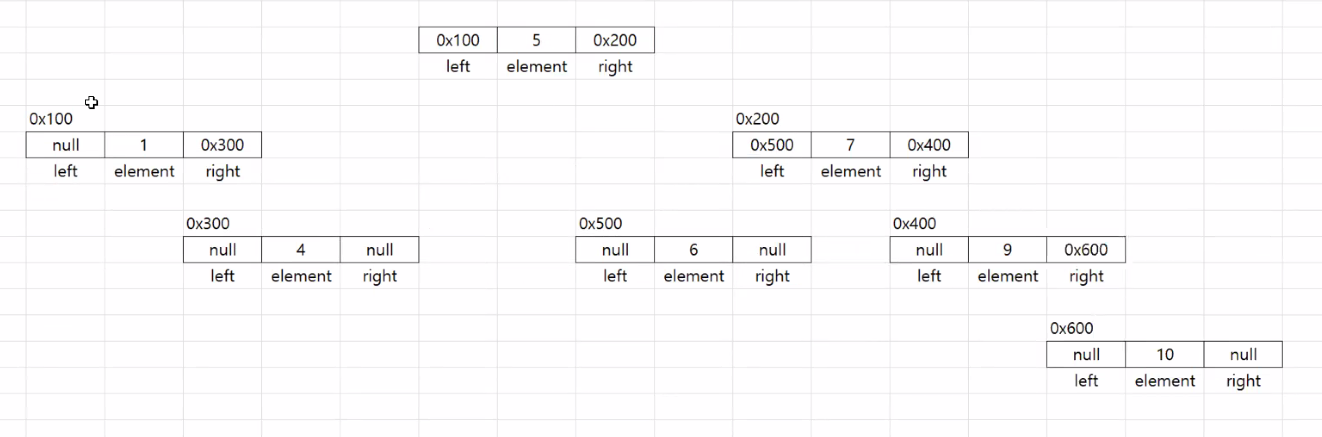 0x100 5 0x200
left element right
0x100 0x200
null 1 0x300 0x500 7 0x400
left element right left element right
0x300 0x500 0x400
null 4 null null 6 null null 9 0x600
left element right left element right left element right
0x600
null 10 null
left element right